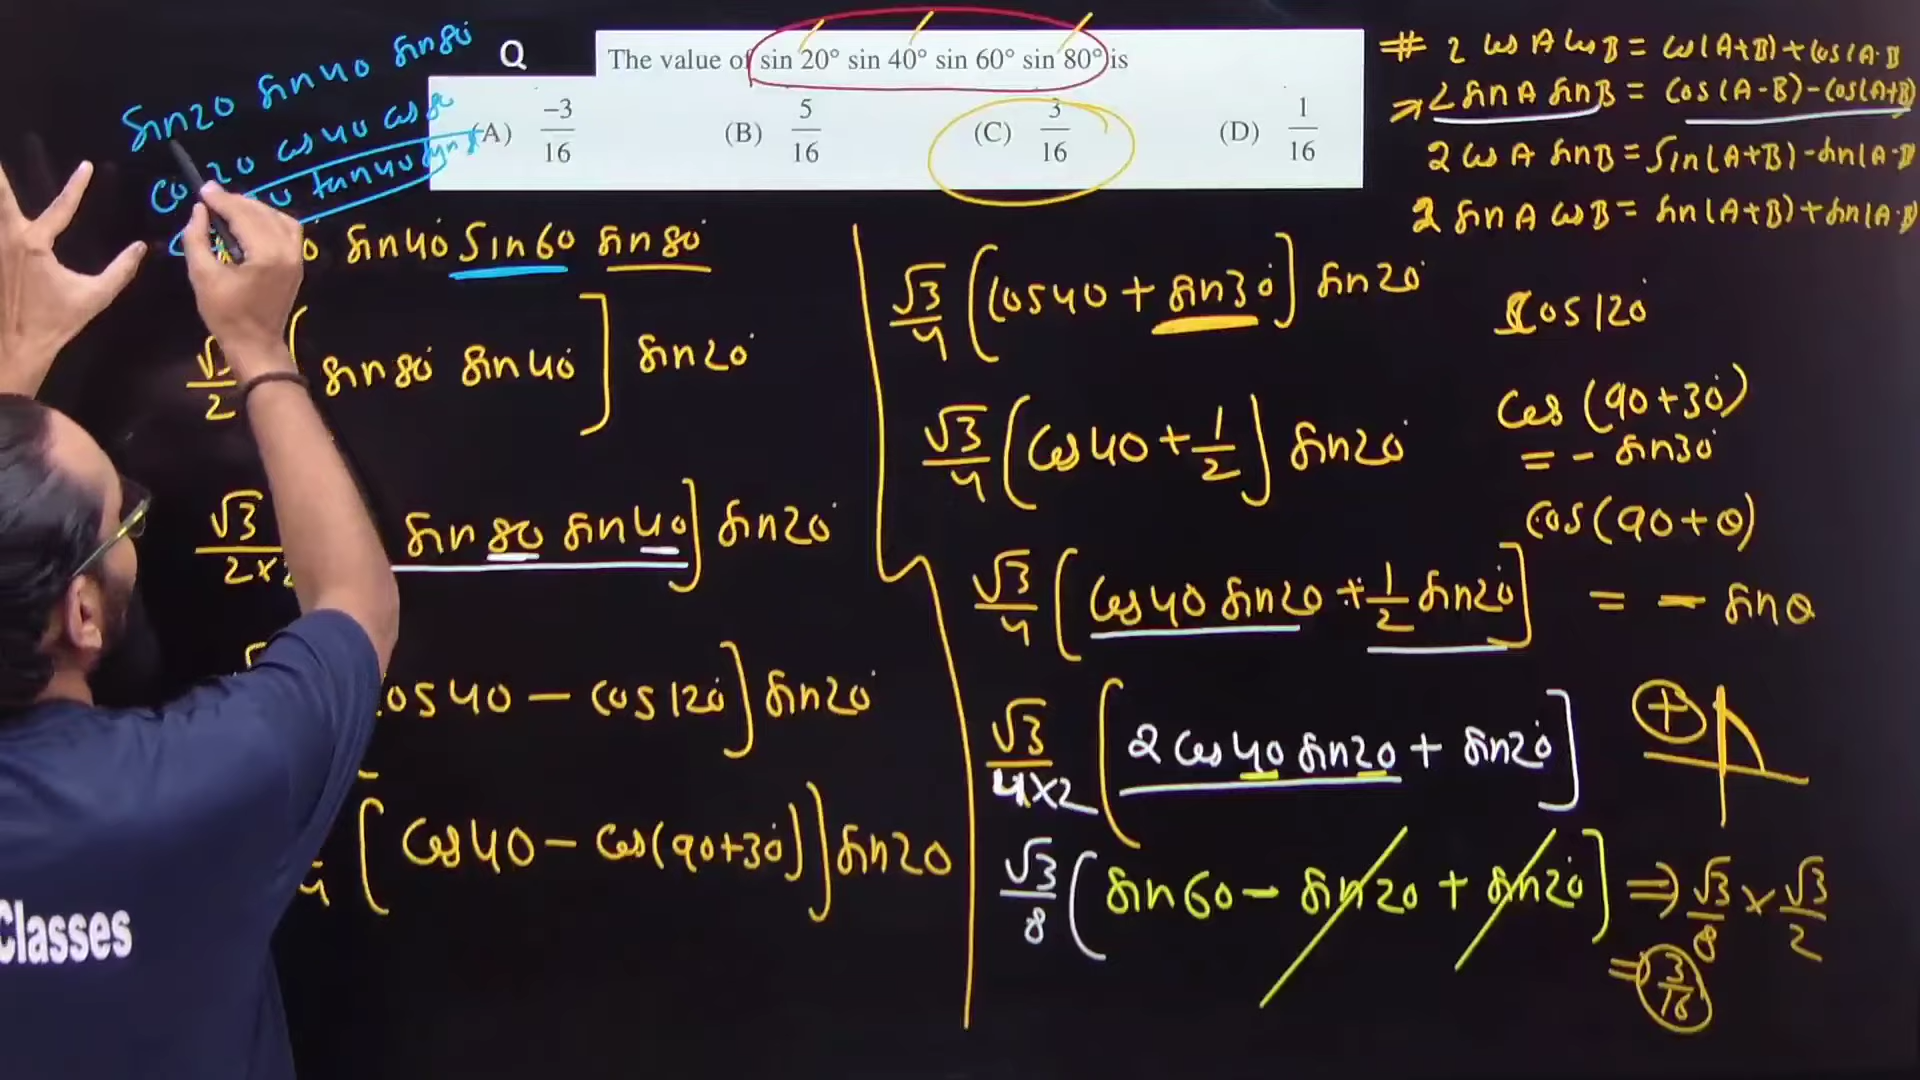 Q The value of sin 20° sin 40° sin 60° sin 80° is
(A) -3/16 (B) 5/16 (C) 3/16 (D) 1/16
sin20 sin40 sin80
cos20 cos40 cos80
tan40
# 2 cos A cos B = cos(A+B) + cos(A-B
→ 2 sin A sin B = cos(A-B) - cos(A+B)
2 cos A sin B = sin(A+B) - sin(A-B
2 sin A cos B = sin(A+B) + sin(A-B)
sin40 sin60 sin80
[sin80 sin40] sin20
√3/2×2 sin80 sin40] sin20
cos40 - cos120] sin20
[cos40 - cos(90+30)] sin20
√3/4 (cos40 + sin30] sin20
√3/4 (cos40 + 1/2] sin20
√3/4 [cos40 sin20 + 1/2 sin20]
√3/4×2 [2 cos40 sin20 + sin20]
√3/8 (sin60 - sin20 + sin20] ⇒ √3/8 × √3/2
= 3/16
cos120
cos(90+30)
= - sin30
cos(90+θ)
= - sinθ
+
Classes